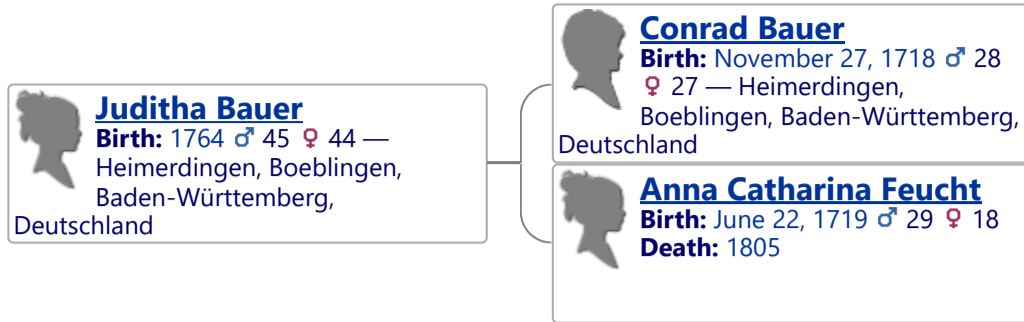 Juditha Bauer
Birth: 1764 ♂ 45 ♀ 44 —
Heimerdingen, Boeblingen,
Baden-Württemberg,
Deutschland
Conrad Bauer
Birth: November 27, 1718 ♂ 28
♀ 27 — Heimerdingen,
Boeblingen, Baden-Württemberg,
Deutschland
Anna Catharina Feucht
Birth: June 22, 1719 ♂ 29 ♀ 18
Death: 1805